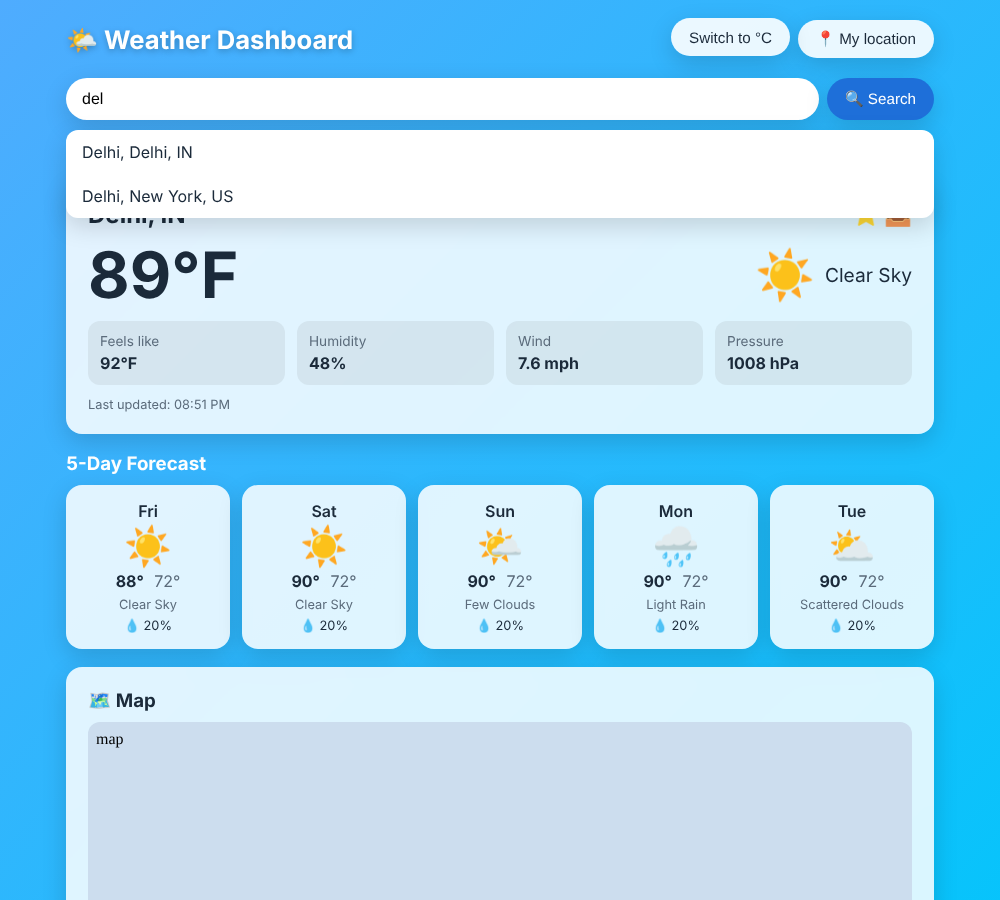 Weather Dashboard
Switch to °C
My location
del
Search
Delhi, Delhi, IN
Delhi, New York, US
Delhi, IN
89°F
Clear Sky
Feels like
92°F
Humidity
48%
Wind
7.6 mph
Pressure
1008 hPa
Last updated: 08:51 PM
5-Day Forecast
Fri
88° 72°
Clear Sky
20%
Sat
90° 72°
Clear Sky
20%
Sun
90° 72°
Few Clouds
20%
Mon
90° 72°
Light Rain
20%
Tue
90° 72°
Scattered Clouds
20%
Map
map